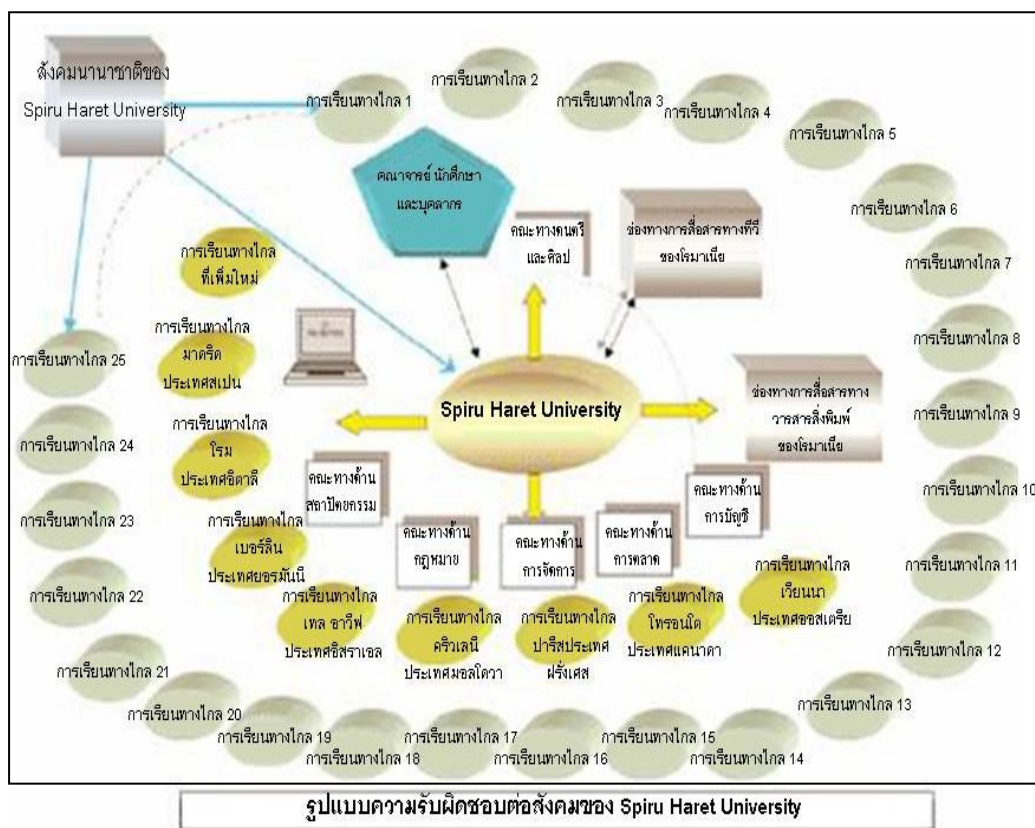 สังคมนานาชาติของ
Spiru Haret University
การเรียนทางไกล 1
การเรียนทางไกล 2
การเรียนทางไกล 3
การเรียนทางไกล 4
การเรียนทางไกล 5
การเรียนทางไกล 6
การเรียนทางไกล 7
การเรียนทางไกล 8
การเรียนทางไกล 9
การเรียนทางไกล 10
การเรียนทางไกล 11
การเรียนทางไกล 12
การเรียนทางไกล 13
การเรียนทางไกล 14
การเรียนทางไกล 15
การเรียนทางไกล 16
การเรียนทางไกล 17
การเรียนทางไกล 18
การเรียนทางไกล 19
การเรียนทางไกล 20
การเรียนทางไกล 21
การเรียนทางไกล 22
การเรียนทางไกล 23
การเรียนทางไกล 24
การเรียนทางไกล 25
คณาจารย์ นักศึกษา
และบุคลากร
คณะทางดนตรี
และศิลป
ช่องทางการสื่อสารทางทีวี
ของโรมาเนีย
การเรียนทางไกล
ที่เพิ่มใหม่
การเรียนทางไกล
มาดริด
ประเทศสเปน
Spiru Haret University
ช่องทางการสื่อสารทาง
วารสารสิ่งพิมพ์
ของโรมาเนีย
การเรียนทางไกล
โรม
ประเทศอิตาลี
คณะทางด้าน
สถาปัตยกรรม
คณะทางด้าน
กฎหมาย
คณะทางด้าน
การจัดการ
คณะทางด้าน
การตลาด
คณะทางด้าน
การบัญชี
การเรียนทางไกล
เบอร์ลิน
ประเทศยอรมันนี
การเรียนทางไกล
เทล อาวีฟ
ประเทศอิสราเอล
การเรียนทางไกล
คริวเลนี
ประเทศมอลโดวา
การเรียนทางไกล
ปารีสประเทศ
ฝรั่งเศส
การเรียนทางไกล
โทรอนโต
ประเทศแคนาดา
การเรียนทางไกล
เวียนนา
ประเทศออสเตรีย
รูปแบบความรับผิดชอบต่อสังคมของ Spiru Haret University